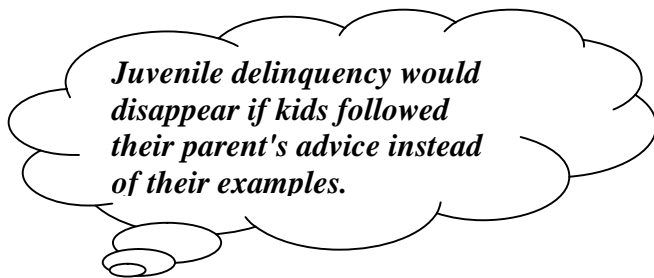 Juvenile delinquency would
disappear if kids followed
their parent's advice instead
of their examples.